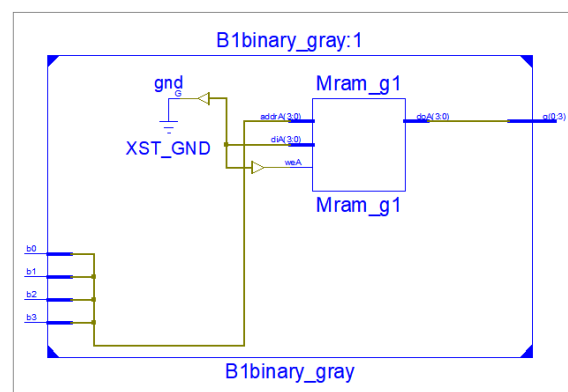 B1binary_gray:1
gnd
G
XST_GND
Mram_g1
addrA(3:0)
diA(3:0)
weA
doA(3:0)
Mram_g1
g(0:3)
b0
b1
b2
b3
B1binary_gray